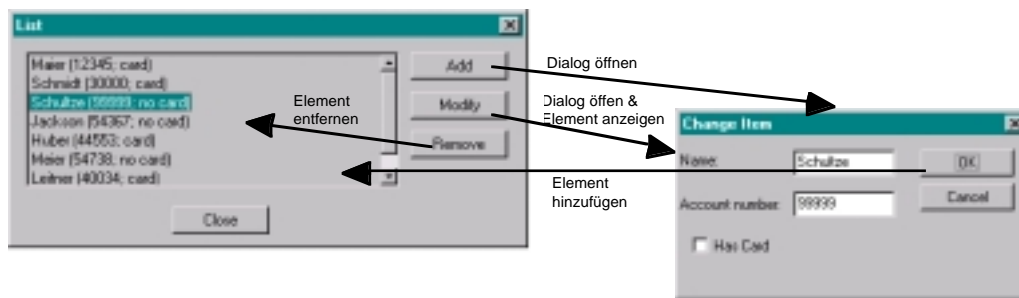 List
Maier (12345; card)
Schmidt (30000; card)
Schultze (99999; no card)
Jackson (54367; no card)
Huber (44553; card)
Meier (54738; no card)
Leitner (40034; card)
Add
Modify
Remove
Close
Element
entfernen
Dialog öffnen
Dialog öffen &
Element anzeigen
Element
hinzufügen
Change Item
Name:
Schultze
Account number:
99999
Has Card
OK
Cancel